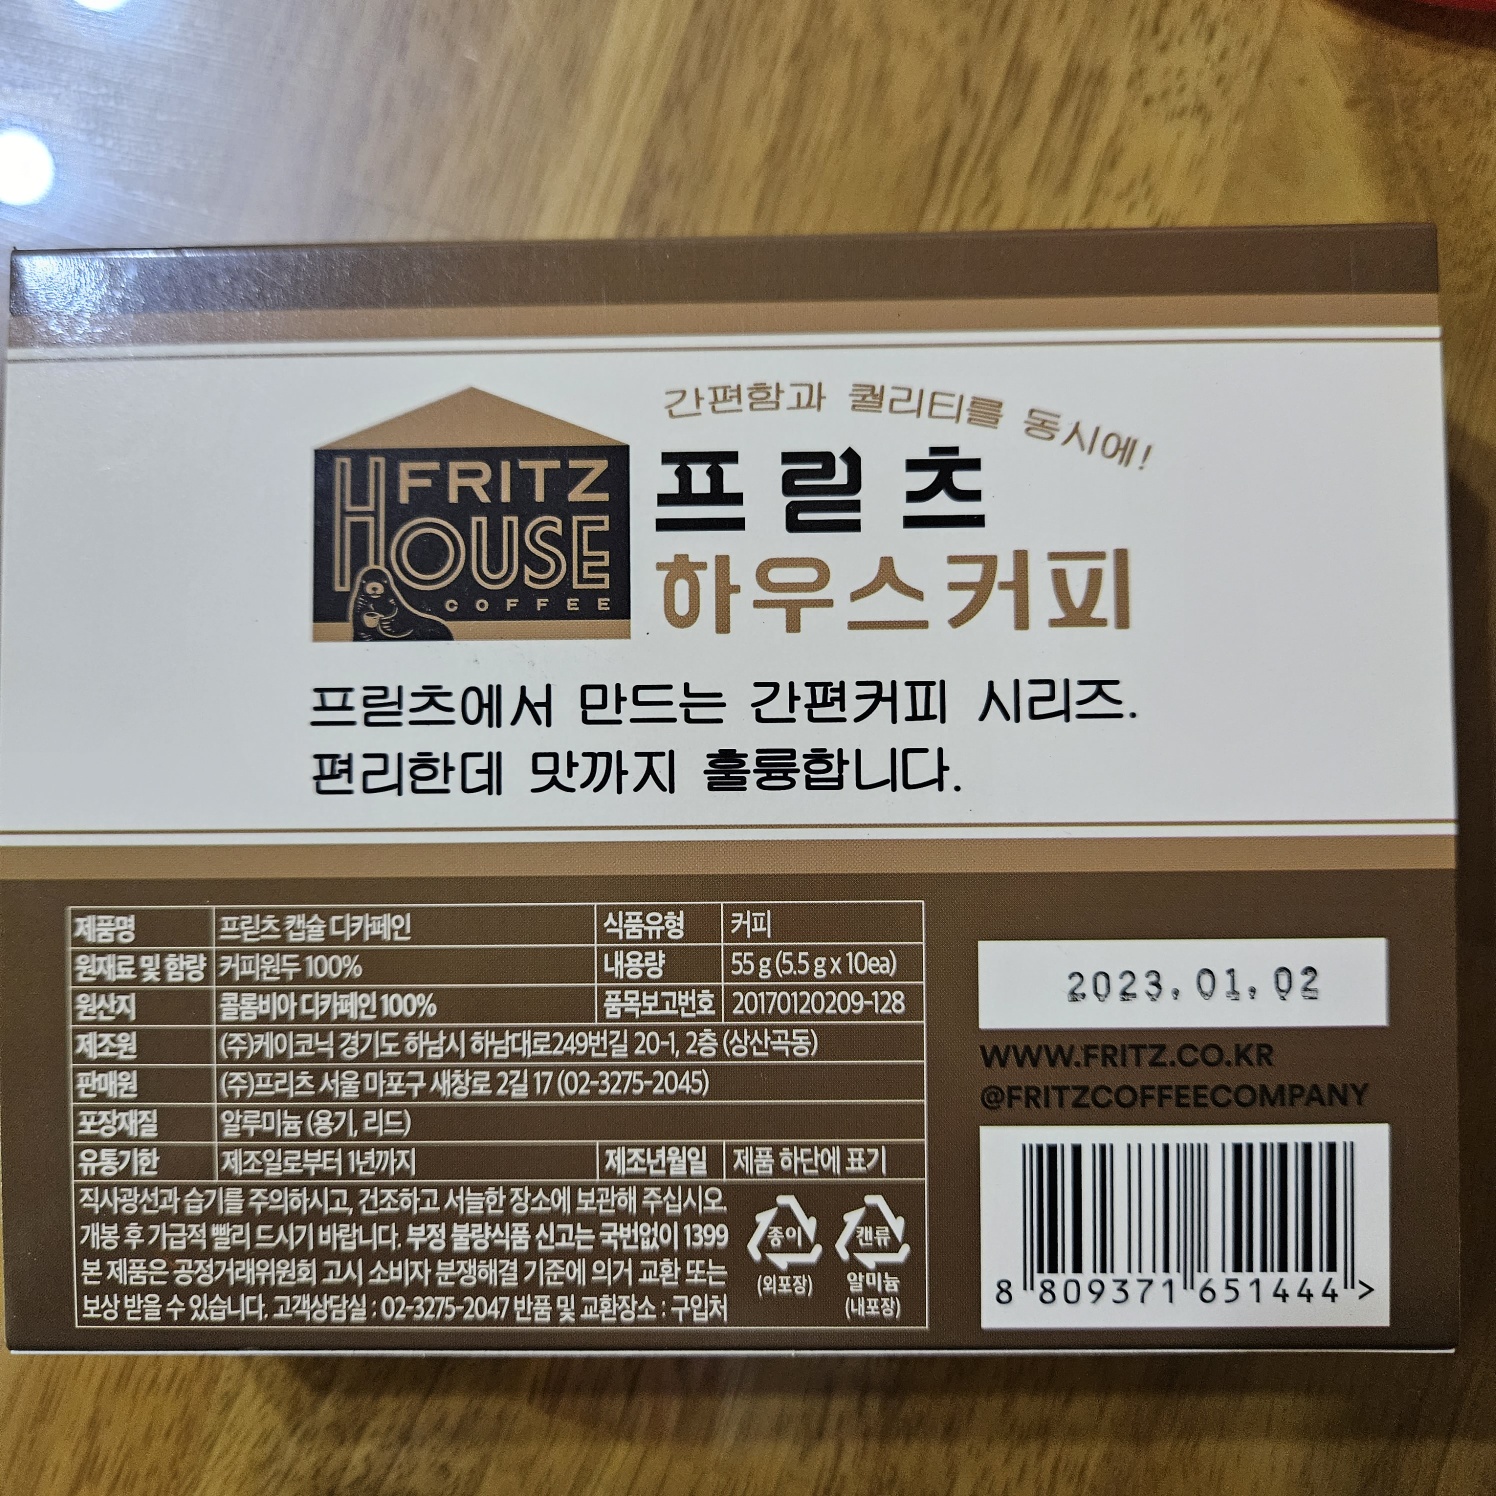 간편함과 퀄리티를 동시에!
FRITZ
HOUSE
COFFEE
프릳츠
하우스커피
프릳츠에서 만드는 간편커피 시리즈.
편리한데 맛까지 훌륭합니다.
제품명 프릳츠 캡슐 디카페인 식품유형 커피
원재료 및 함량 커피원두 100% 내용량 55 g (5.5 g x 10ea)
원산지 콜롬비아 디카페인 100% 품목보고번호 20170120209-128
제조원 (주)케이코닉 경기도 하남시 하남대로249번길 20-1, 2층 (상산곡동)
판매원 (주)프리츠 서울 마포구 새창로 2길 17 (02-3275-2045)
포장재질 알루미늄 (용기, 리드)
유통기한 제조일로부터 1년까지 제조년월일 제품 하단에 표기
직사광선과 습기를 주의하시고, 건조하고 서늘한 장소에 보관해 주십시오.
개봉 후 가급적 빨리 드시기 바랍니다. 부정 불량식품 신고는 국번없이 1399
본 제품은 공정거래위원회 고시 소비자 분쟁해결 기준에 의거 교환 또는
보상 받을 수 있습니다. 고객상담실 : 02-3275-2047 반품 및 교환장소 : 구입처
종이
(외포장)
캔류
알미늄
(내포장)
2023.01.02
WWW.FRITZ.CO.KR
@FRITZCOFFEECOMPANY
8 809371 651444 >